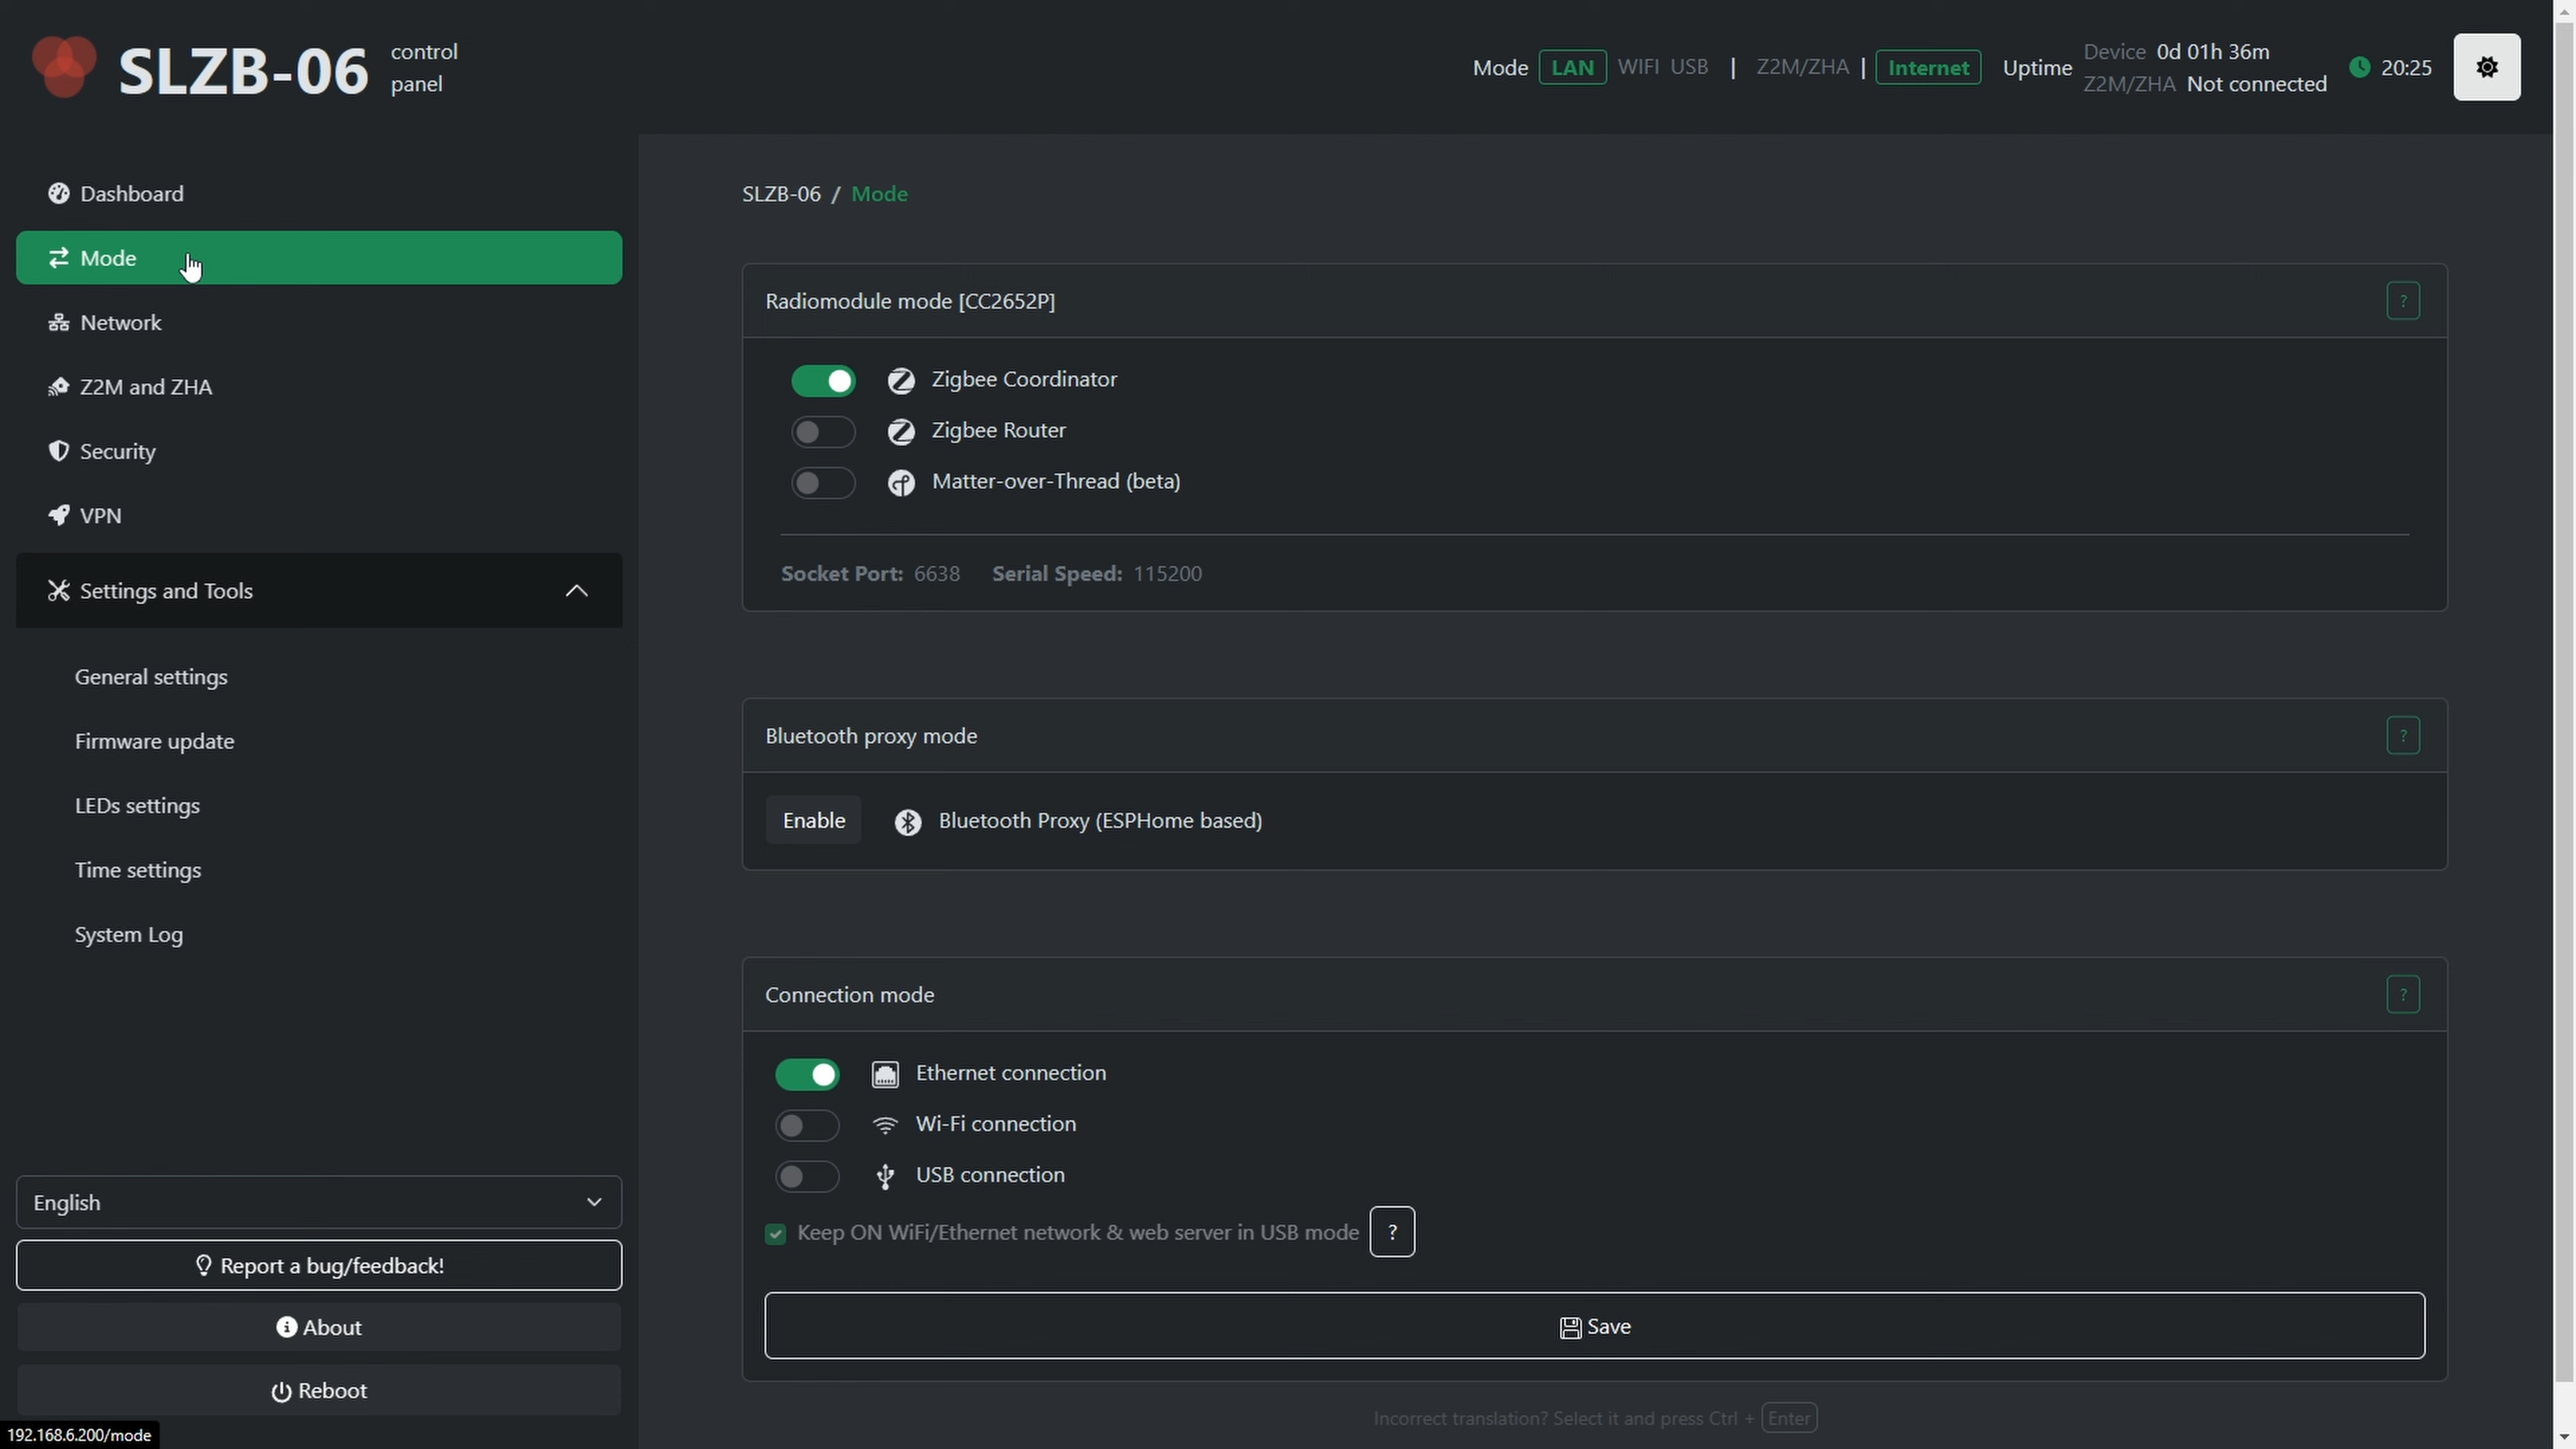 SLZB-06 control panel
Mode LAN WIFI USB | Z2M/ZHA | Internet Uptime Device 0d 01h 36m Z2M/ZHA Not connected 20:25
Dashboard
Mode
Network
Z2M and ZHA
Security
VPN
Settings and Tools
General settings
Firmware update
LEDs settings
Time settings
System Log
English
Report a bug/feedback!
About
Reboot
192.168.6.200/mode
SLZB-06 / Mode
Radiomodule mode [CC2652P] ?
Zigbee Coordinator
Zigbee Router
Matter-over-Thread (beta)
Socket Port: 6638 Serial Speed: 115200
Bluetooth proxy mode ?
Enable Bluetooth Proxy (ESPHome based)
Connection mode ?
Ethernet connection
Wi-Fi connection
USB connection
Keep ON WiFi/Ethernet network & web server in USB mode ?
Save
Incorrect translation? Select it and press Ctrl + Enter